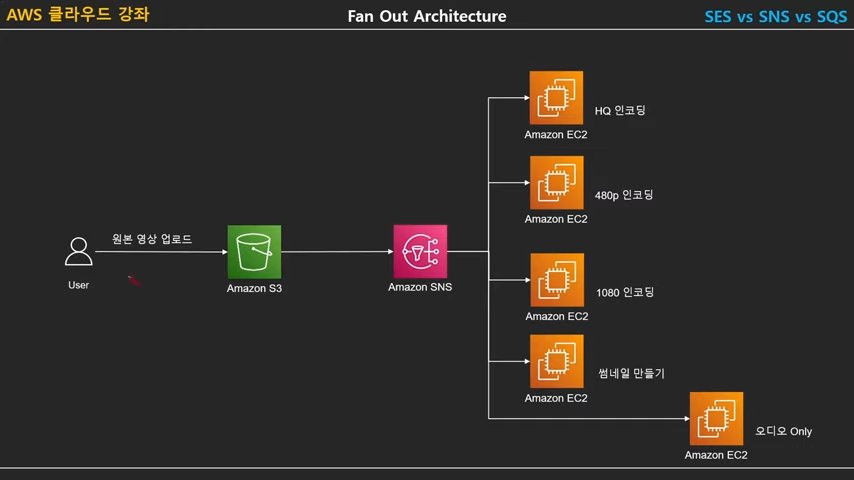 AWS 클라우드 강좌
Fan Out Architecture
SES vs SNS vs SQS
Amazon EC2
HQ 인코딩
Amazon EC2
480p 인코딩
원본 영상 업로드
User
Amazon S3
Amazon SNS
Amazon EC2
1080 인코딩
Amazon EC2
썸네일 만들기
Amazon EC2
오디오 Only